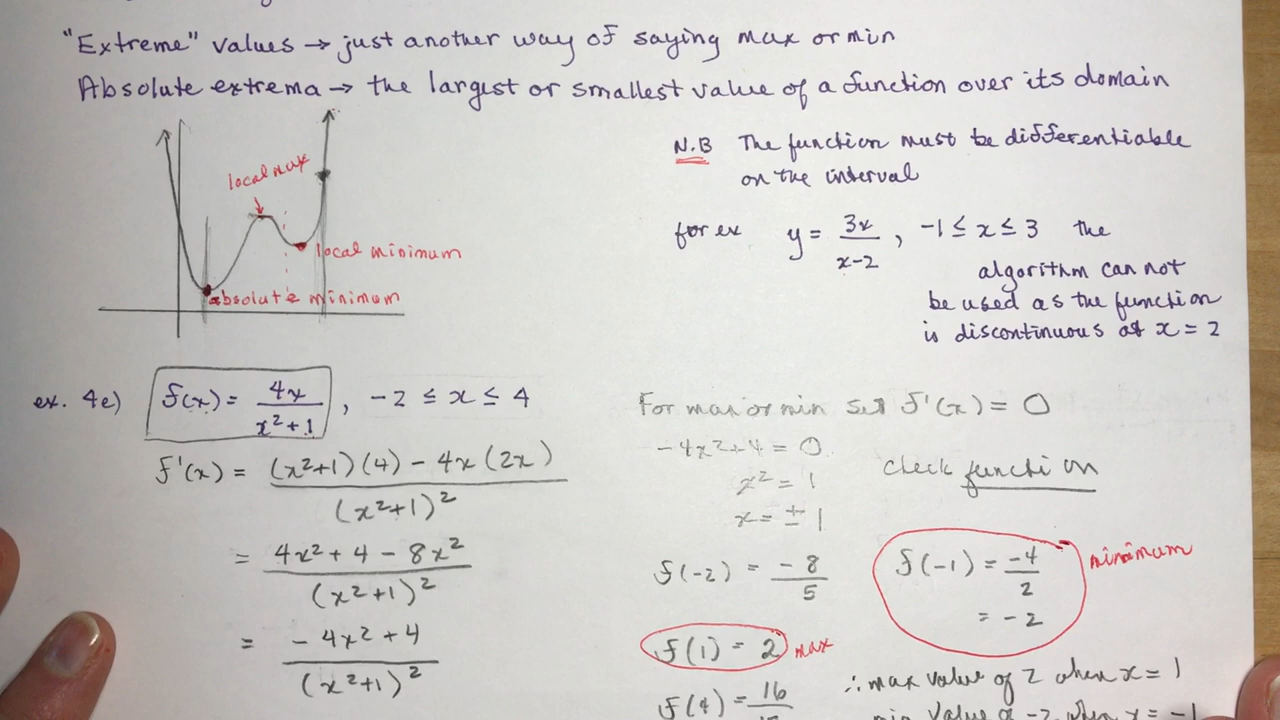 "Extreme" values → just another way of saying max or min
Absolute extrema → the largest or smallest value of a function over its domain
local max
local minimum
absolute minimum
N.B The function must be differentiable
on the interval
for ex y = 3x / (x-2) , -1 ≤ x ≤ 3 the
algorithm can not
be used as the function
is discontinuous at x = 2
ex. 4e) f(x) = 4x / (x²+1) , -2 ≤ x ≤ 4
f'(x) = ((x²+1)(4) - 4x(2x)) / (x²+1)²
= (4x² + 4 - 8x²) / (x²+1)²
= (-4x² + 4) / (x²+1)²
For max or min set f'(x) = 0
-4x²+4 = 0
x² = 1
x = ± 1
check function
f(-2) = -8/5
f(1) = 2 max
f(4) = 16
f(-1) = -4/2
= -2
minimum
∴ max value of 2 when x = 1
min value of -2 when x = -1